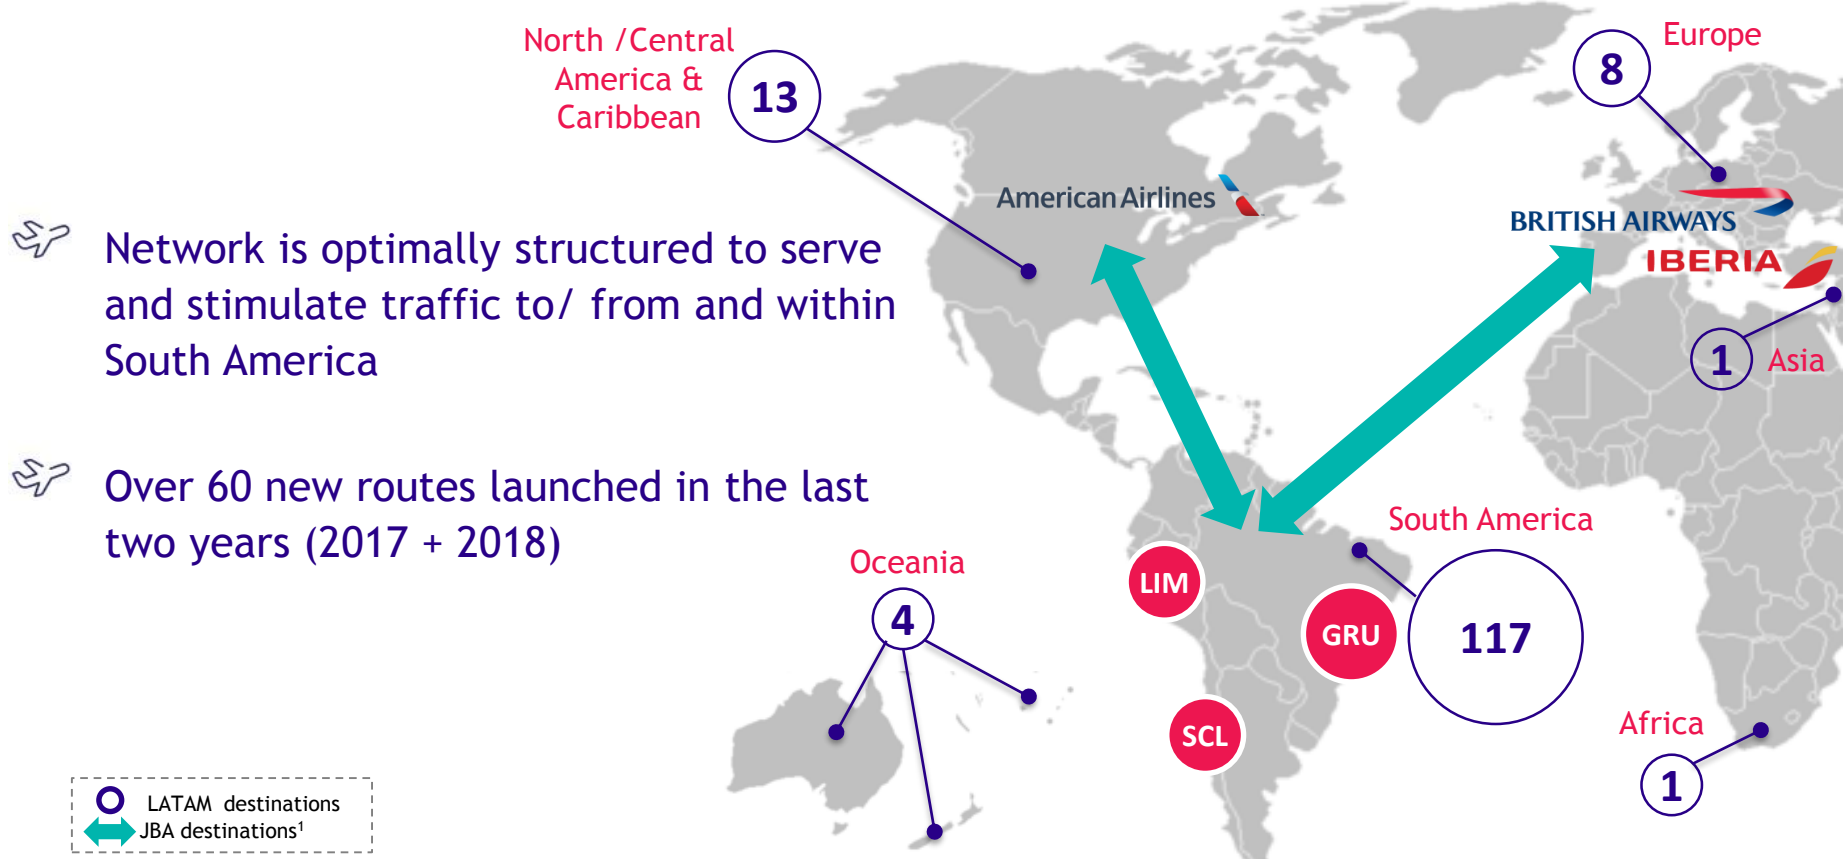 North /Central
America &
Caribbean
13
Europe
8
American Airlines
BRITISH AIRWAYS
IBERIA
Network is optimally structured to serve
and stimulate traffic to/ from and within
South America
1
Asia
Over 60 new routes launched in the last
two years (2017 + 2018)
South America
Oceania
LIM
4
GRU
117
SCL
Africa
1
LATAM destinations
JBA destinations¹